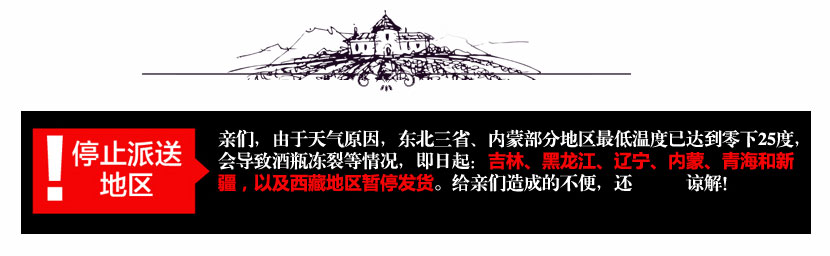 ！停止派送
地区
亲们，由于天气原因，东北三省、内蒙部分地区最低温度已达到零下25度，
会导致酒瓶冻裂等情况，即日起：吉林、黑龙江、辽宁、内蒙、青海和新
疆，以及西藏地区暂停发货。给亲们造成的不便，还 谅解!